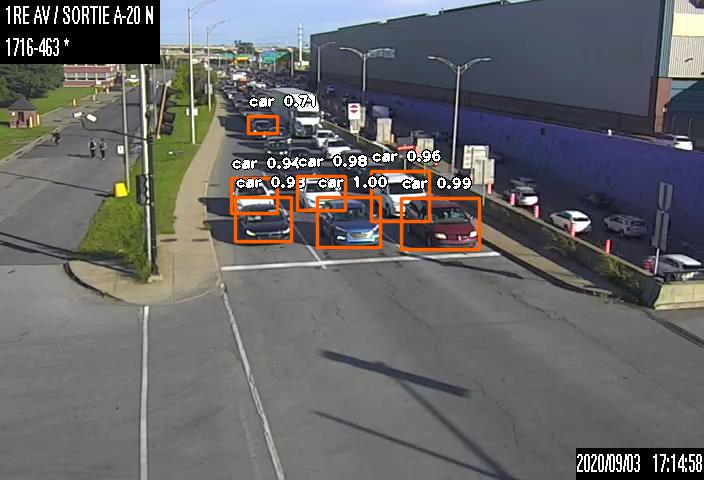 1RE AV / SORTIE A-20 N
1716-463 *
car 0.71
car 0.94
car 0.98
car 0.96
car 0.93
car 1.00
car 0.99
2020/09/03 17:14:58